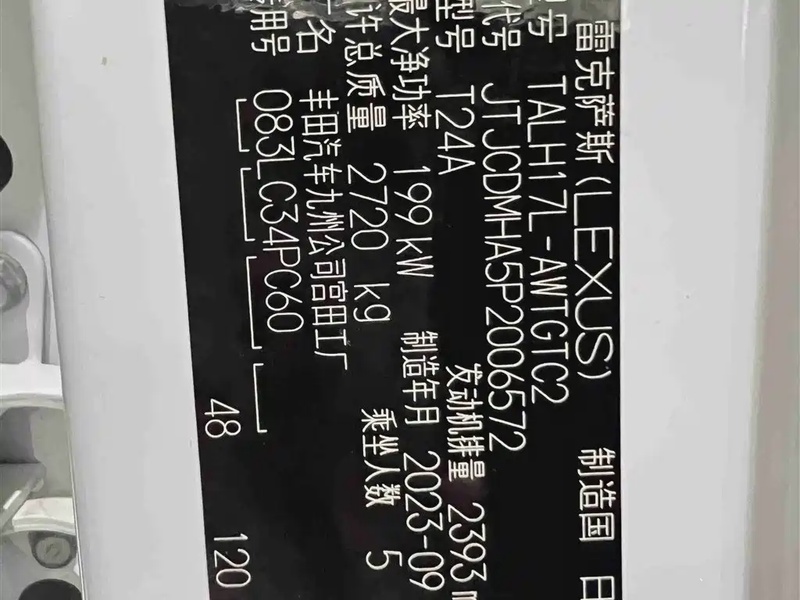 雷克萨斯(LEXUS) 制造国 日
型号 TALH17L-AWTGTC2
代号 JTJCDMHA5P2006572
型号 T24A 发动机排量 2393 m
最大净功率 199 kW 制造年月 2023-09
许总质量 2720 kg 乘坐人数 5
厂名 丰田汽车九州公司宫田工厂
专用号 083LC34PC60
48 120